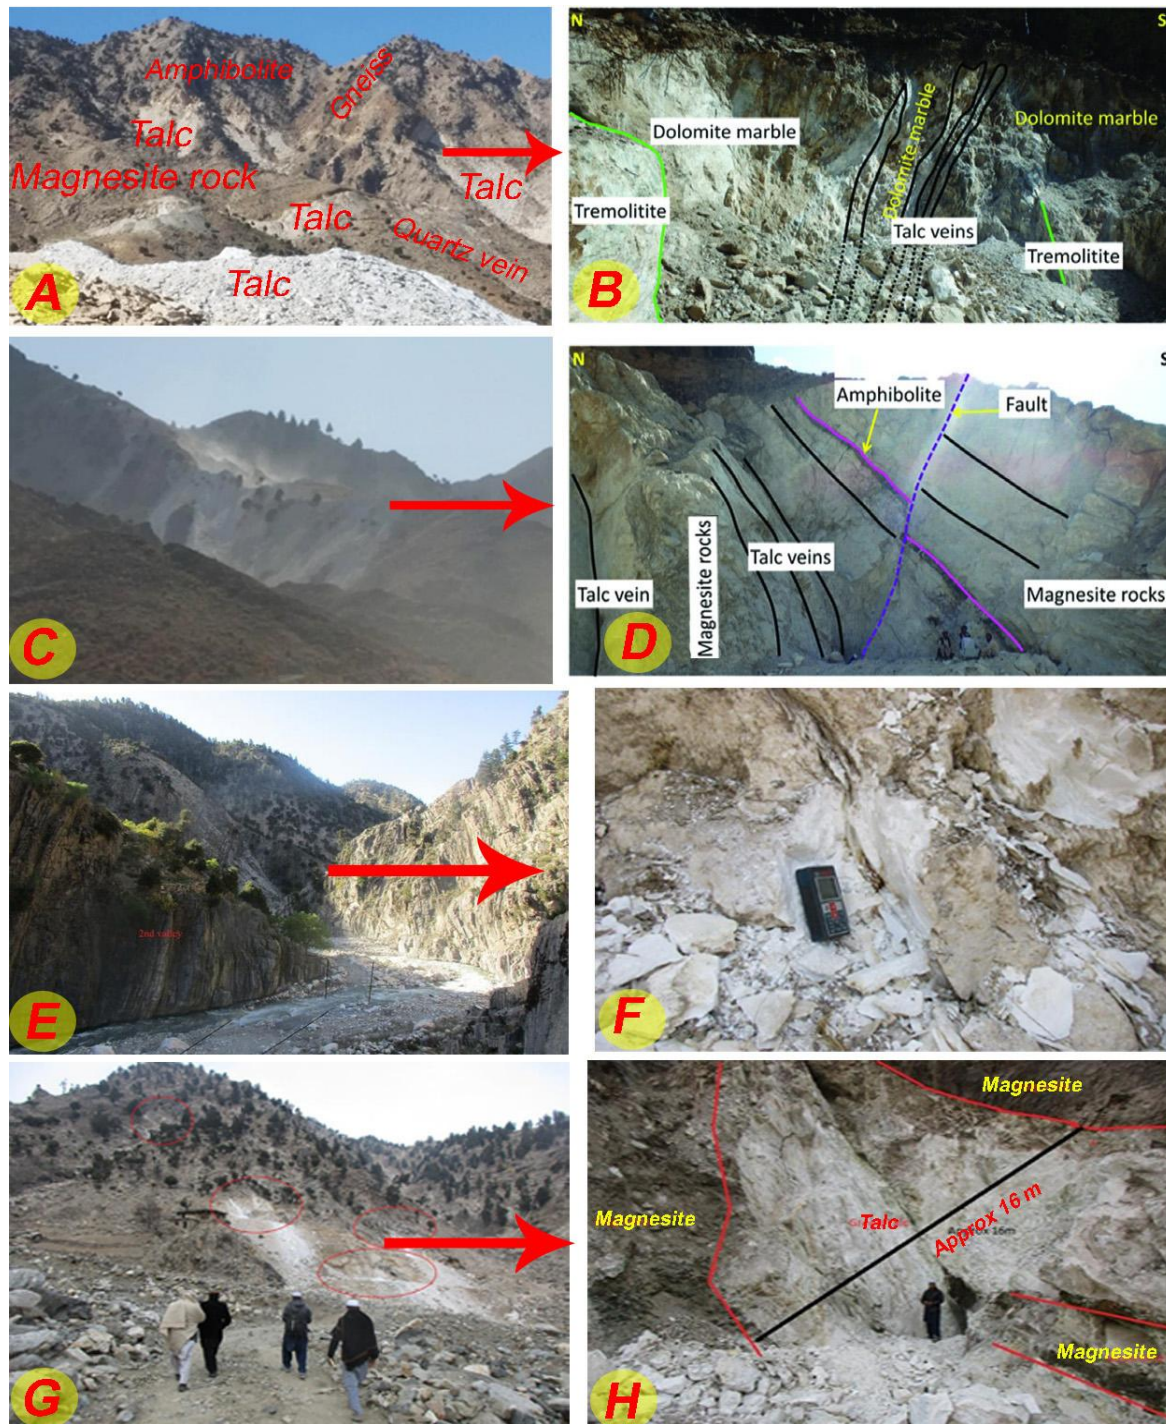 Amphibolite
Gneiss
Talc
Magnesite rock
Talc
Talc
Quartz vein
Talc
A
N
S
Dolomite marble
Dolomite marble
Dolomite marble
Tremolitite
Talc veins
Tremolitite
B
C
N
S
Amphibolite
Fault
Magnesite rocks
Talc veins
Talc vein
Magnesite rocks
D
2nd valley
E
F
G
Magnesite
Magnesite
Talc
Approx 16 m
Approx 16m
Magnesite
H